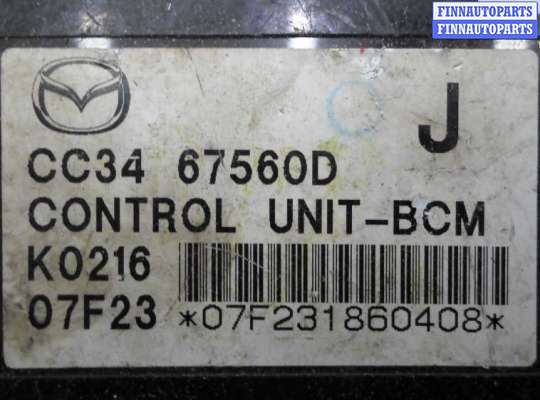 FINNAUTOPARTS
FINNAUTOPARTS
J
CC34 67560D
CONTROL UNIT-BCM
K0216
07F23 *07F231860408*